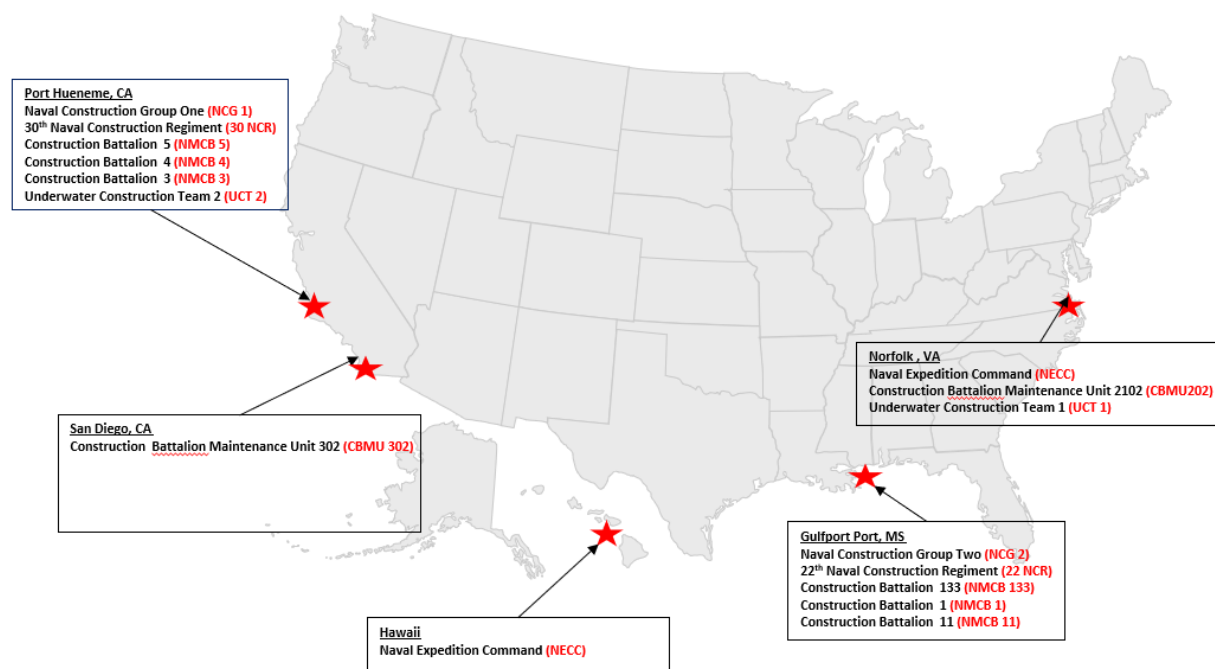 Port Hueneme, CA
Naval Construction Group One (NCG 1)
30th Naval Construction Regiment (30 NCR)
Construction Battalion 5 (NMCB 5)
Construction Battalion 4 (NMCB 4)
Construction Battalion 3 (NMCB 3)
Underwater Construction Team 2 (UCT 2)
San Diego, CA
Construction Battalion Maintenance Unit 302 (CBMU 302)
Hawaii
Naval Expedition Command (NECC)
Norfolk , VA
Naval Expedition Command (NECC)
Construction Battalion Maintenance Unit 2102 (CBMU202)
Underwater Construction Team 1 (UCT 1)
Gulfport Port, MS
Naval Construction Group Two (NCG 2)
22th Naval Construction Regiment (22 NCR)
Construction Battalion 133 (NMCB 133)
Construction Battalion 1 (NMCB 1)
Construction Battalion 11 (NMCB 11)